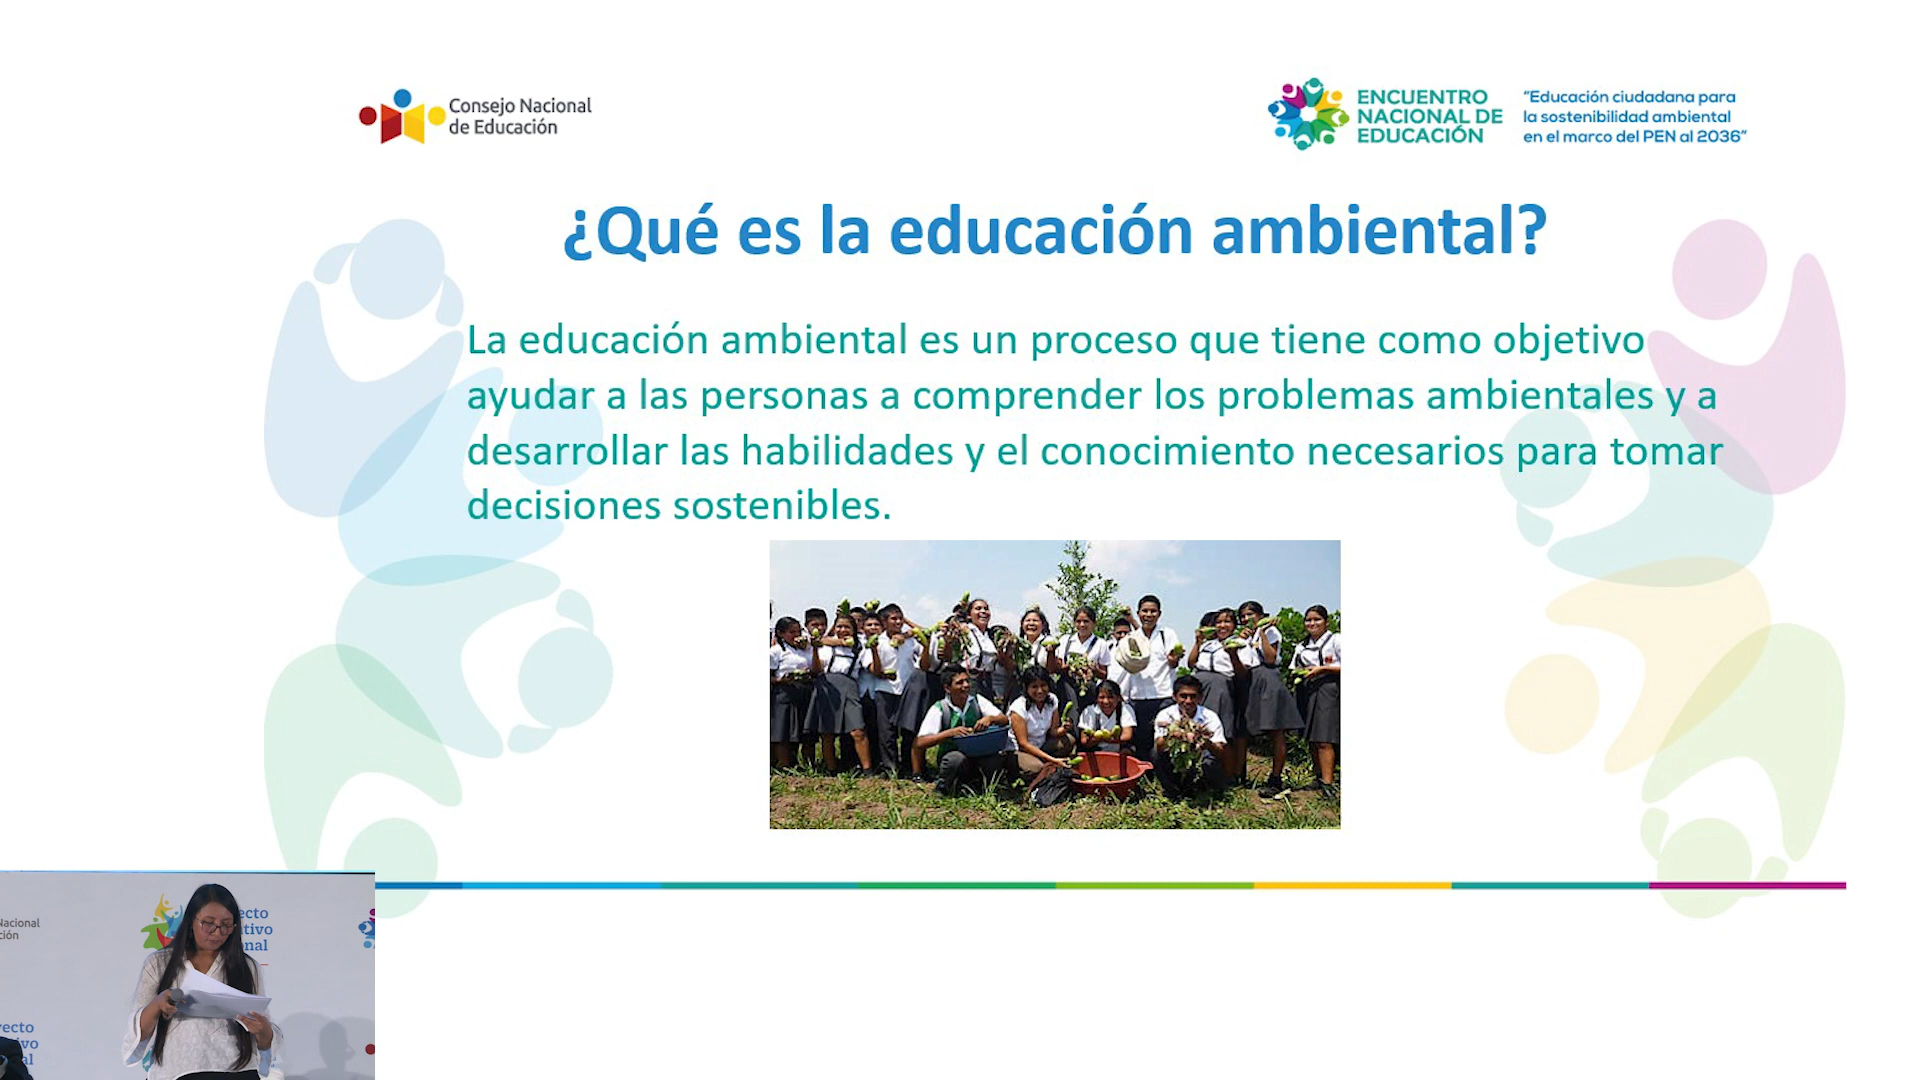 Consejo Nacional
de Educación
ENCUENTRO
NACIONAL DE
EDUCACIÓN
"Educación ciudadana para
la sostenibilidad ambiental
en el marco del PEN al 2036"
¿Qué es la educación ambiental?
La educación ambiental es un proceso que tiene como objetivo
ayudar a las personas a comprender los problemas ambientales y a
desarrollar las habilidades y el conocimiento necesarios para tomar
decisiones sostenibles.
Nacional